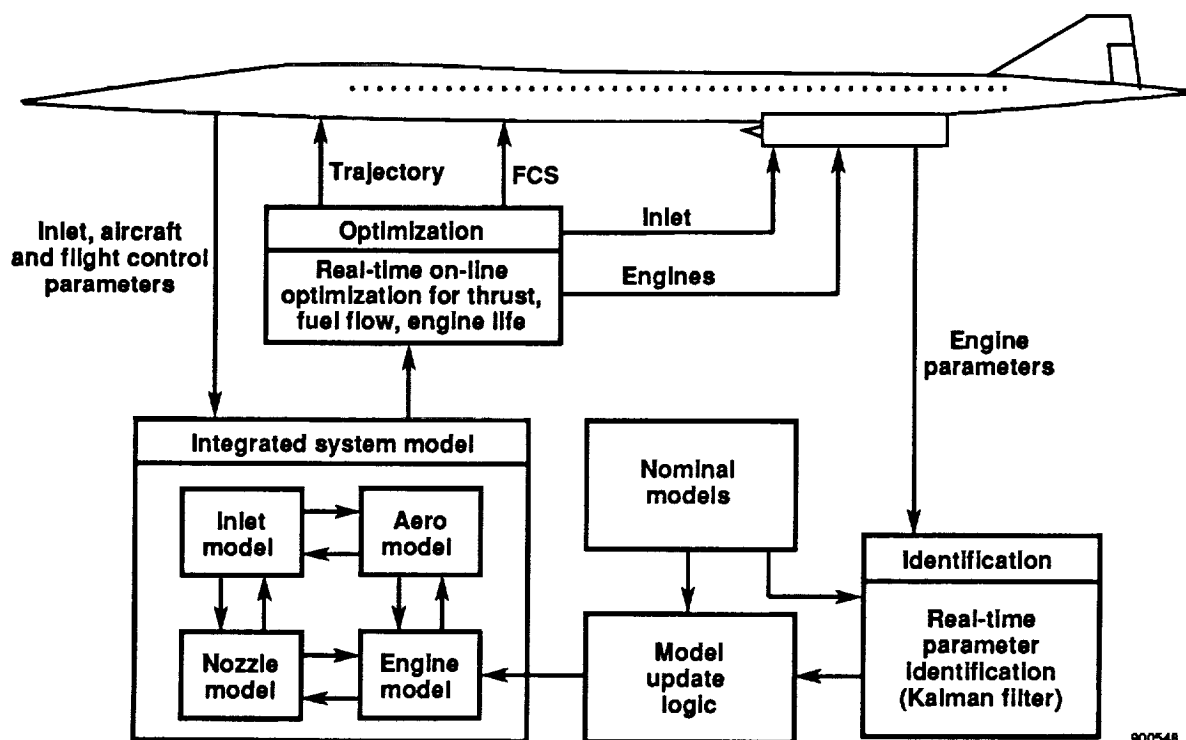 Trajectory
FCS
Inlet, aircraft
and flight control
parameters
Optimization
Real-time on-line
optimization for thrust,
fuel flow, engine life
Inlet
Engines
Engine
parameters
Integrated system model
Inlet
model
Aero
model
Nozzle
model
Engine
model
Nominal
models
Model
update
logic
Identification
Real-time
parameter
identification
(Kalman filter)
900548